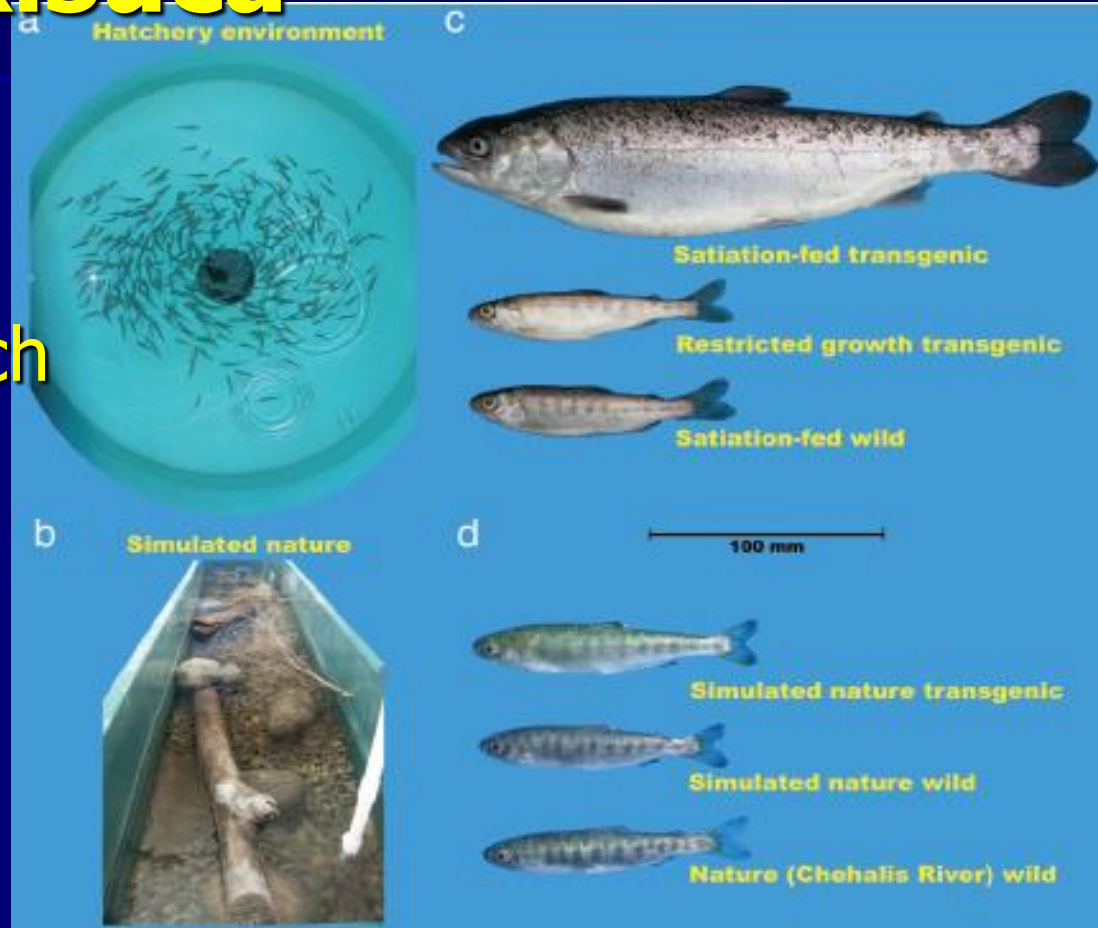 a
Hatchery environment
c
Satiation-fed transgenic
Restricted growth transgenic
Satiation-fed wild
b
Simulated nature
d
100 mm
Simulated nature transgenic
Simulated nature wild
Nature (Chehalis River) wild